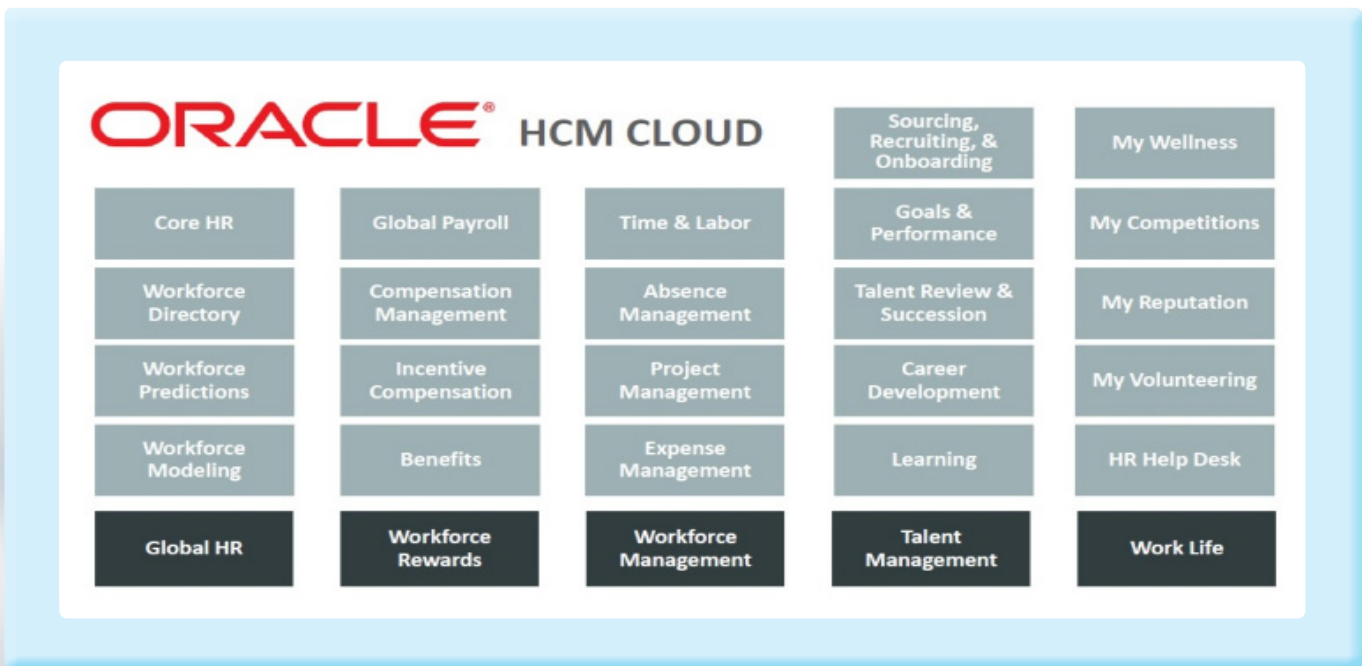 ORACLE® HCM CLOUD
Sourcing,
Recruiting, &
Onboarding
My Wellness
Core HR
Global Payroll
Time & Labor
Goals &
Performance
My Competitions
Workforce
Directory
Compensation
Management
Absence
Management
Talent Review &
Succession
My Reputation
Workforce
Predictions
Incentive
Compensation
Project
Management
Career
Development
My Volunteering
Workforce
Modeling
Benefits
Expense
Management
Learning
HR Help Desk
Global HR
Workforce
Rewards
Workforce
Management
Talent
Management
Work Life